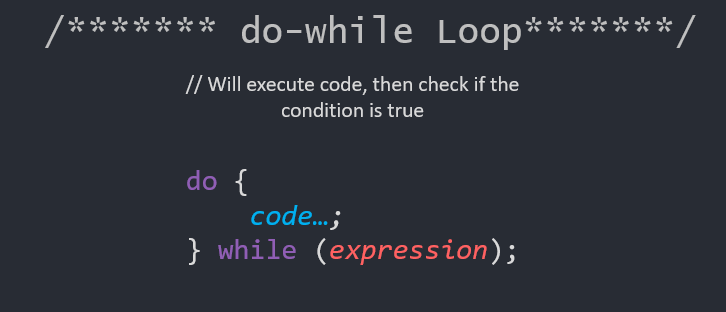 /******* do-while Loop*******/
// Will execute code, then check if the
condition is true
do {
code…;
} while (expression);